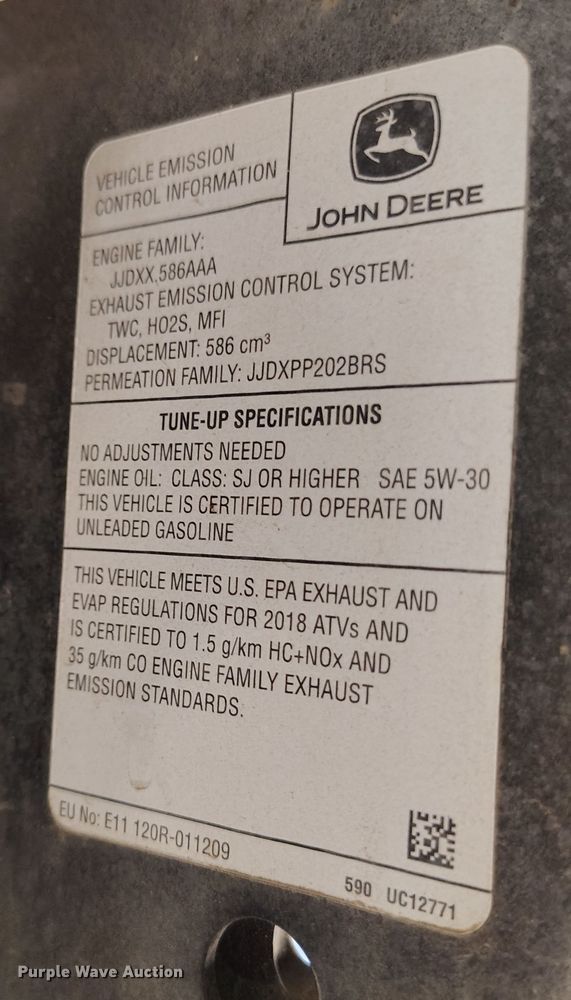 VEHICLE EMISSION
CONTROL INFORMATION
JOHN DEERE
ENGINE FAMILY:
JJDXX.586AAA
EXHAUST EMISSION CONTROL SYSTEM:
TWC, HO2S, MFI
DISPLACEMENT: 586 cm³
PERMEATION FAMILY: JJDXPP202BRS
TUNE-UP SPECIFICATIONS
NO ADJUSTMENTS NEEDED
ENGINE OIL: CLASS: SJ OR HIGHER SAE 5W-30
THIS VEHICLE IS CERTIFIED TO OPERATE ON
UNLEADED GASOLINE
THIS VEHICLE MEETS U.S. EPA EXHAUST AND
EVAP REGULATIONS FOR 2018 ATVs AND
IS CERTIFIED TO 1.5 g/km HC+NOx AND
35 g/km CO ENGINE FAMILY EXHAUST
EMISSION STANDARDS.
EU No: E11 120R-011209
590 UC12771
Purple Wave Auction